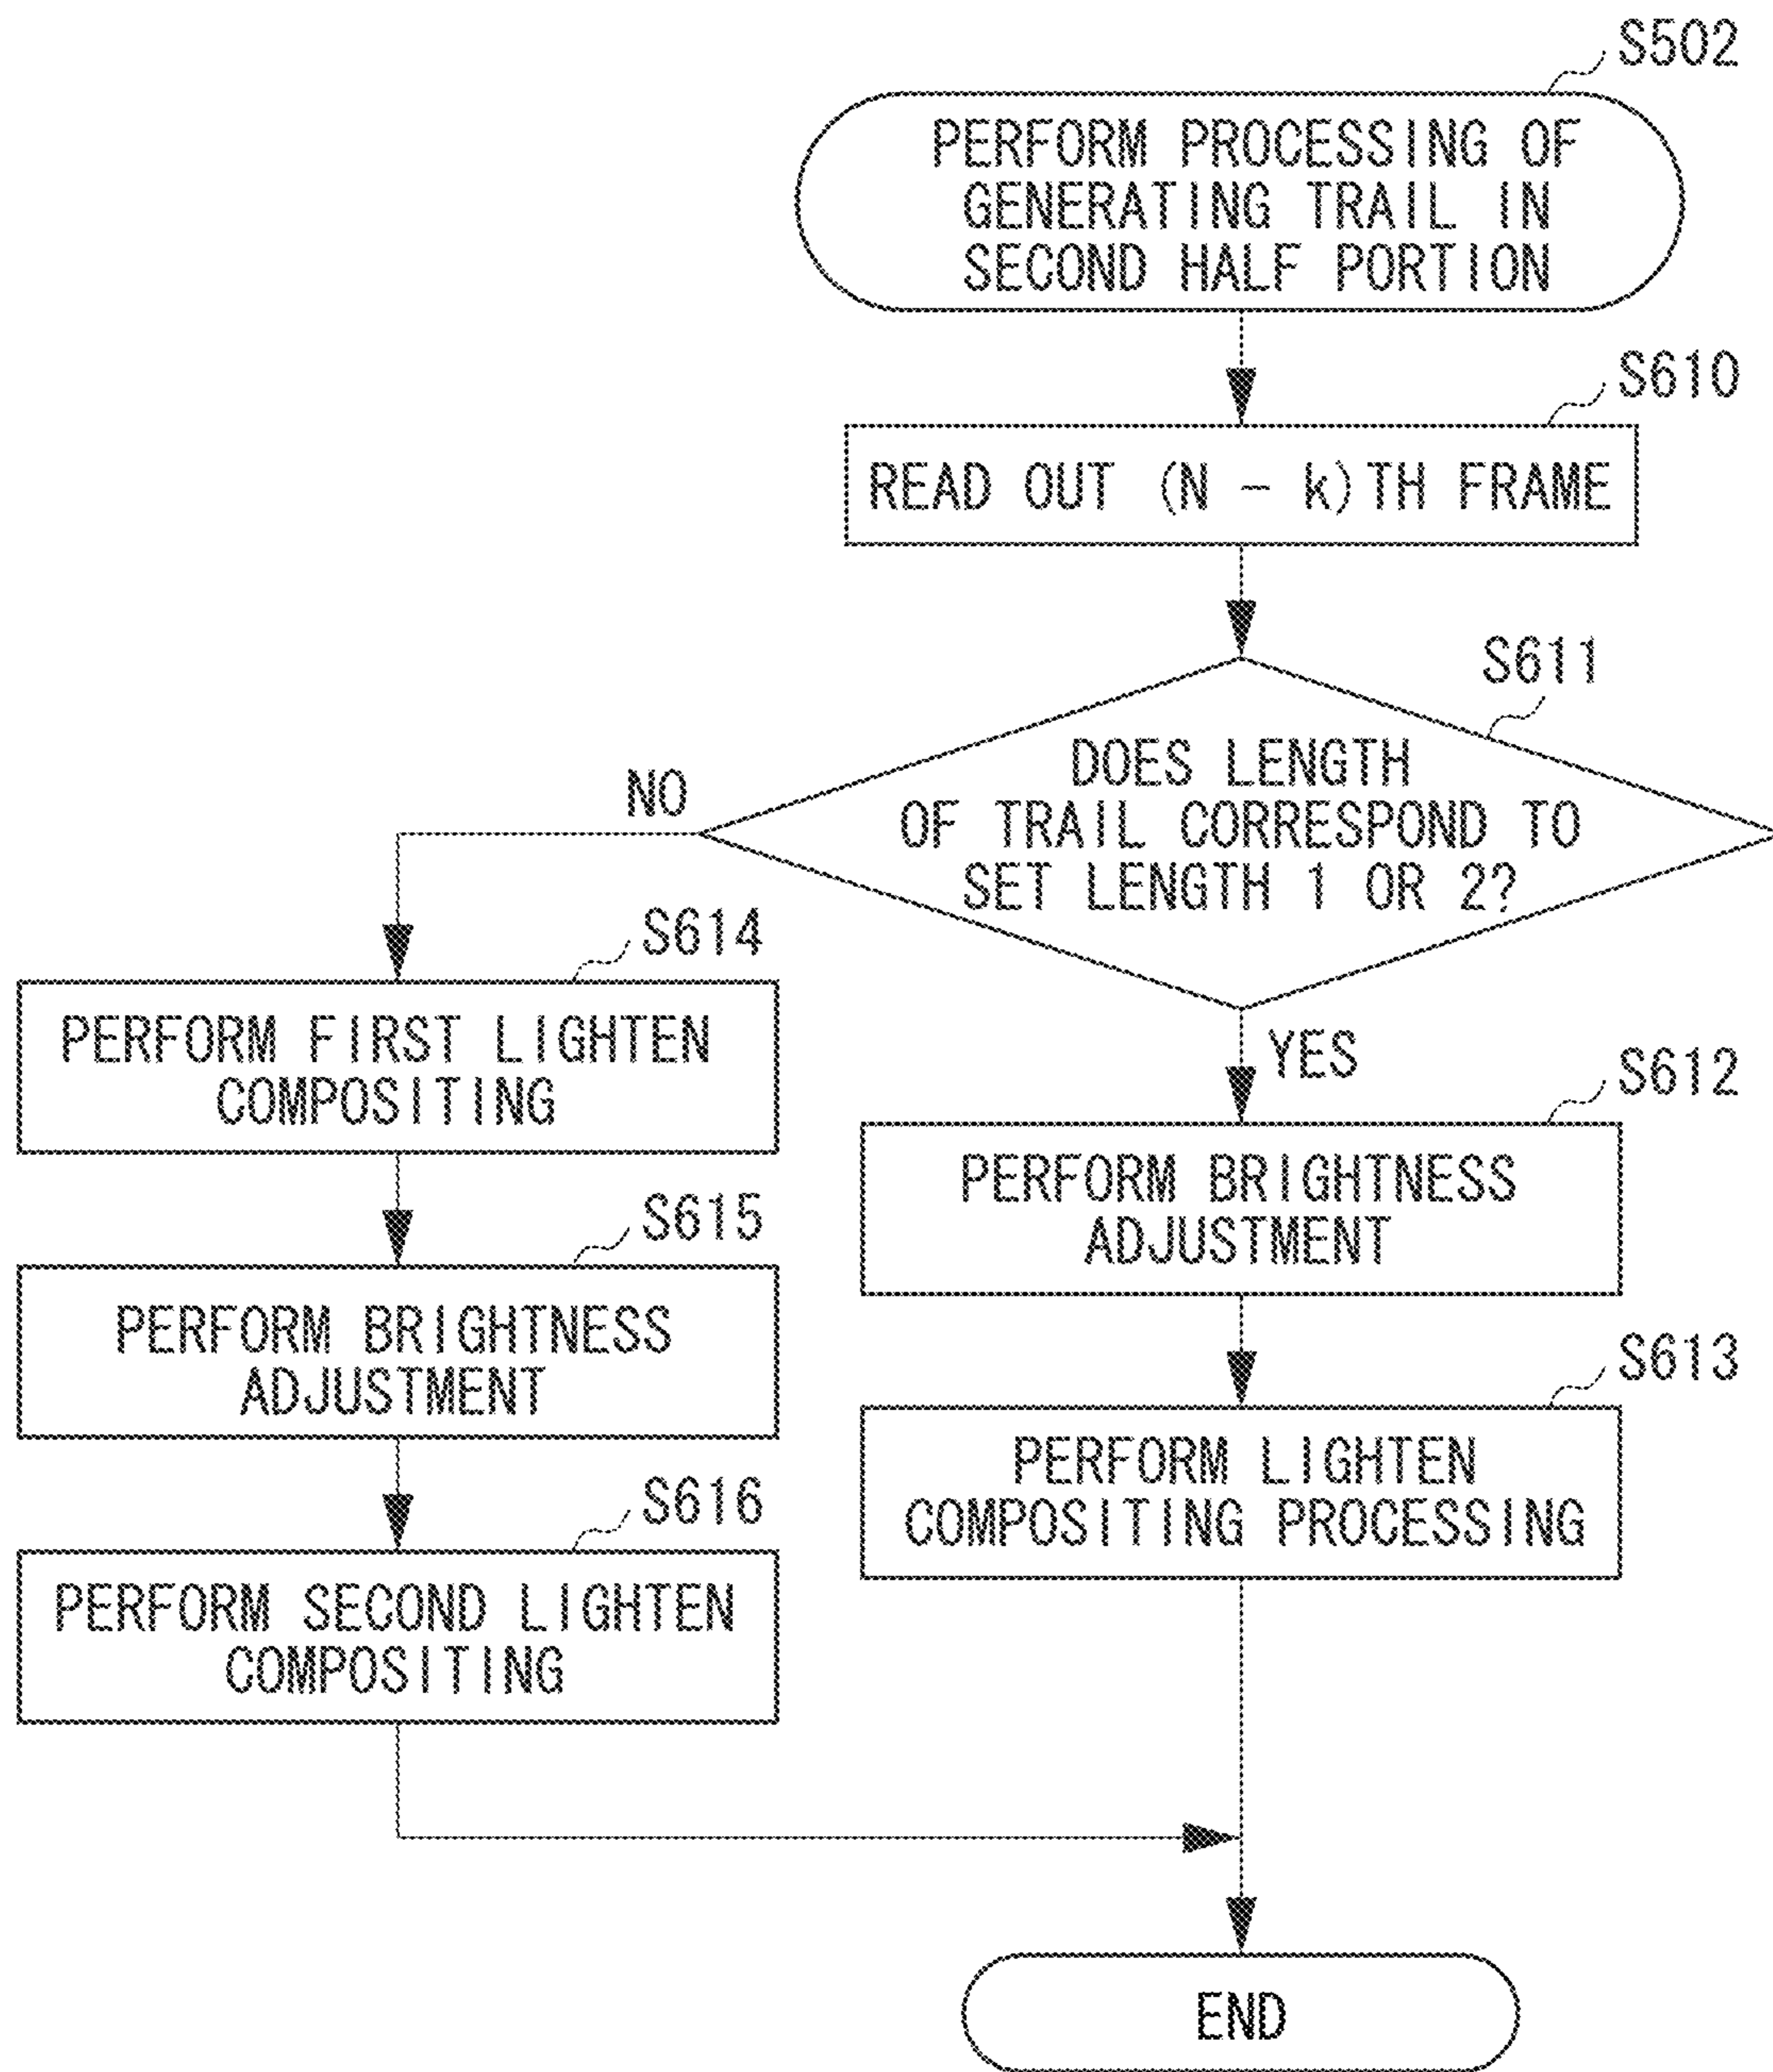 S502
PERFORM PROCESSING OF
GENERATING TRAIL IN
SECOND HALF PORTION
S610
READ OUT (N - k)TH FRAME
S611
DOES LENGTH
OF TRAIL CORRESPOND TO
SET LENGTH 1 OR 2?
NO
YES
S614
PERFORM FIRST LIGHTEN
COMPOSITING
S615
PERFORM BRIGHTNESS
ADJUSTMENT
S616
PERFORM SECOND LIGHTEN
COMPOSITING
S612
PERFORM BRIGHTNESS
ADJUSTMENT
S613
PERFORM LIGHTEN
COMPOSITING PROCESSING
END